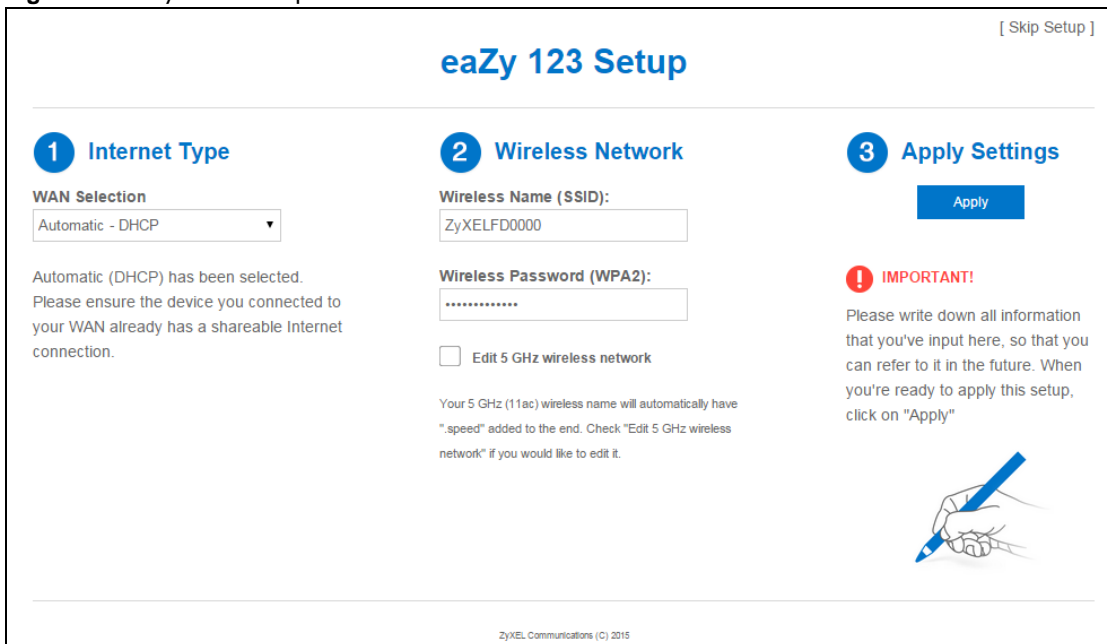 [ Skip Setup ]
eaZy 123 Setup
1 Internet Type
WAN Selection
Automatic - DHCP
Automatic (DHCP) has been selected.
Please ensure the device you connected to
your WAN already has a shareable Internet
connection.
2 Wireless Network
Wireless Name (SSID):
ZyXELFD0000
Wireless Password (WPA2):
•••••••••••••
Edit 5 GHz wireless network
Your 5 GHz (11ac) wireless name will automatically have
".speed" added to the end. Check "Edit 5 GHz wireless
network" if you would like to edit it.
3 Apply Settings
Apply
! IMPORTANT!
Please write down all information
that you've input here, so that you
can refer to it in the future. When
you're ready to apply this setup,
click on "Apply"
ZyXEL Communications (C) 2015